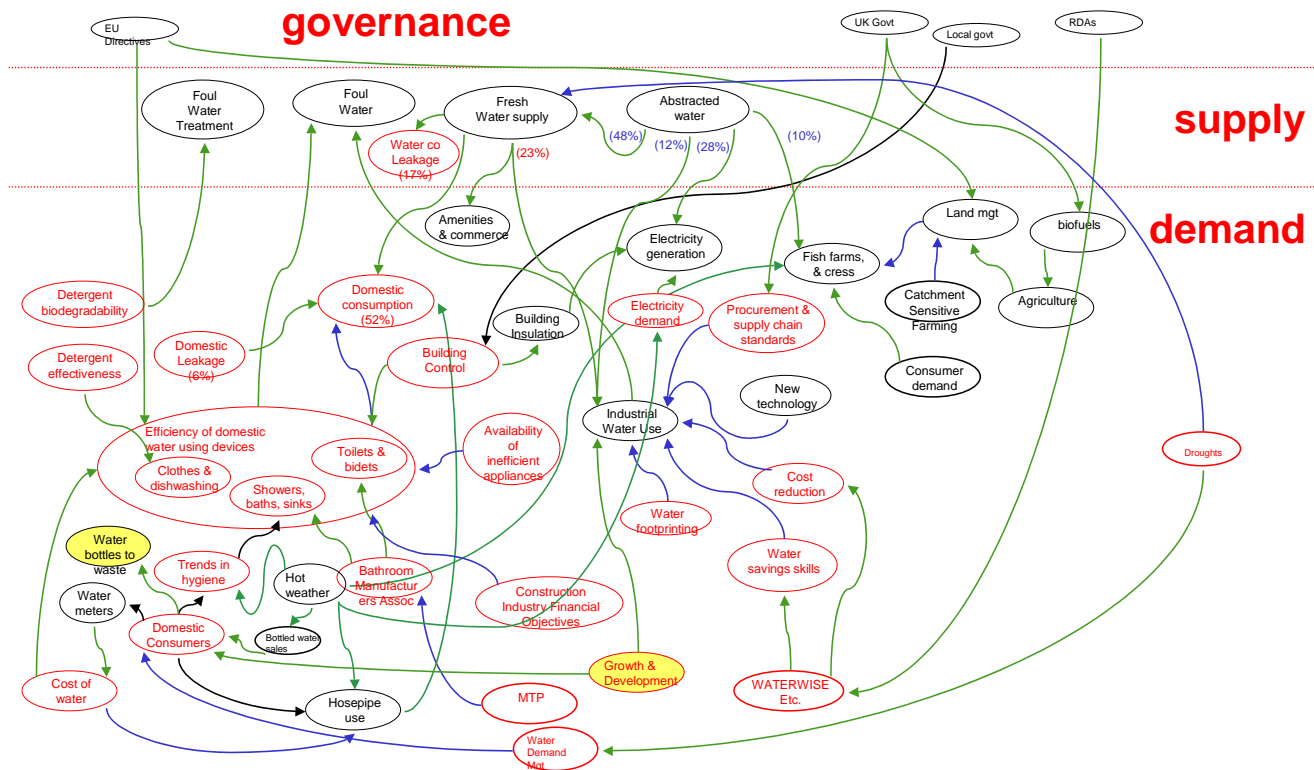 governance
EU
Directives
UK Govt
Local govt
RDAs
supply
Foul
Water
Treatment
Foul
Water
Fresh
Water supply
Abstracted
water
Water co
Leakage
(17%)
(23%)
(48%)
(12%)
(28%)
(10%)
demand
Amenities
& commerce
Electricity
generation
Land mgt
biofuels
Fish farms,
& cress
Detergent
biodegradability
Domestic
consumption
(52%)
Building
Insulation
Electricity
demand
Procurement &
supply chain
standards
Catchment
Sensitive
Farming
Agriculture
Domestic
Leakage
(6%)
Detergent
effectiveness
Building
Control
Consumer
demand
New
technology
Industrial
Water Use
Efficiency of domestic
water using devices
Toilets &
bidets
Availability
of
inefficient
appliances
Clothes &
dishwashing
Showers,
baths, sinks
Cost
reduction
Droughts
Water
footprinting
Water
savings skills
Water
bottles to
waste
Trends in
hygiene
Hot
weather
Bathroom
Manufactur
ers Assoc
Construction
Industry Financial
Objectives
Water
meters
Domestic
Consumers
Bottled water
sales
Growth &
Development
Cost of
water
Hosepipe
use
MTP
WATERWISE
Etc.
Water
Demand
Mgt